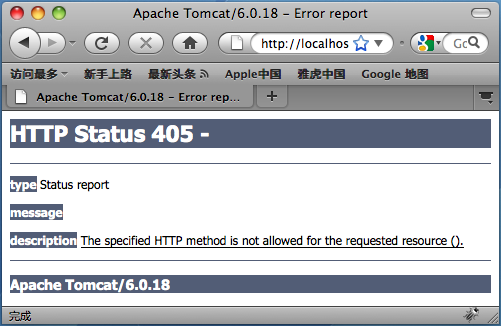 Apache Tomcat/6.0.18 - Error report
http://localhos
访问最多 新手上路 最新头条 Apple中国 雅虎中国 Google 地图
Apache Tomcat/6.0.18 - Error rep...
HTTP Status 405 -
type Status report
message
description The specified HTTP method is not allowed for the requested resource ().
Apache Tomcat/6.0.18
完成